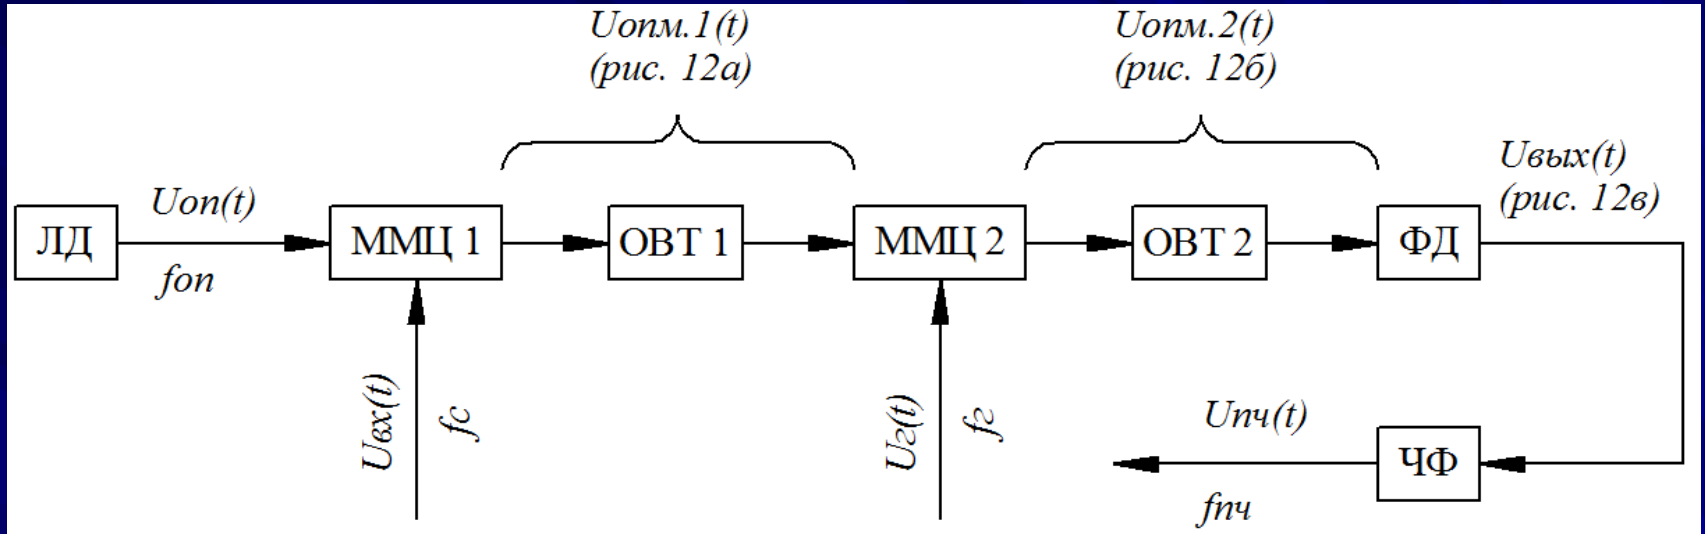 Uопм.1(t)
(рис. 12а)
Uопм.2(t)
(рис. 12б)
Uвых(t)
(рис. 12в)
Uоп(t)
fоп
ЛД
ММЦ 1
ОВТ 1
ММЦ 2
ОВТ 2
ФД
Uвх(t)
fс
Uг(t)
fг
Uпч(t)
fпч
ЧФ